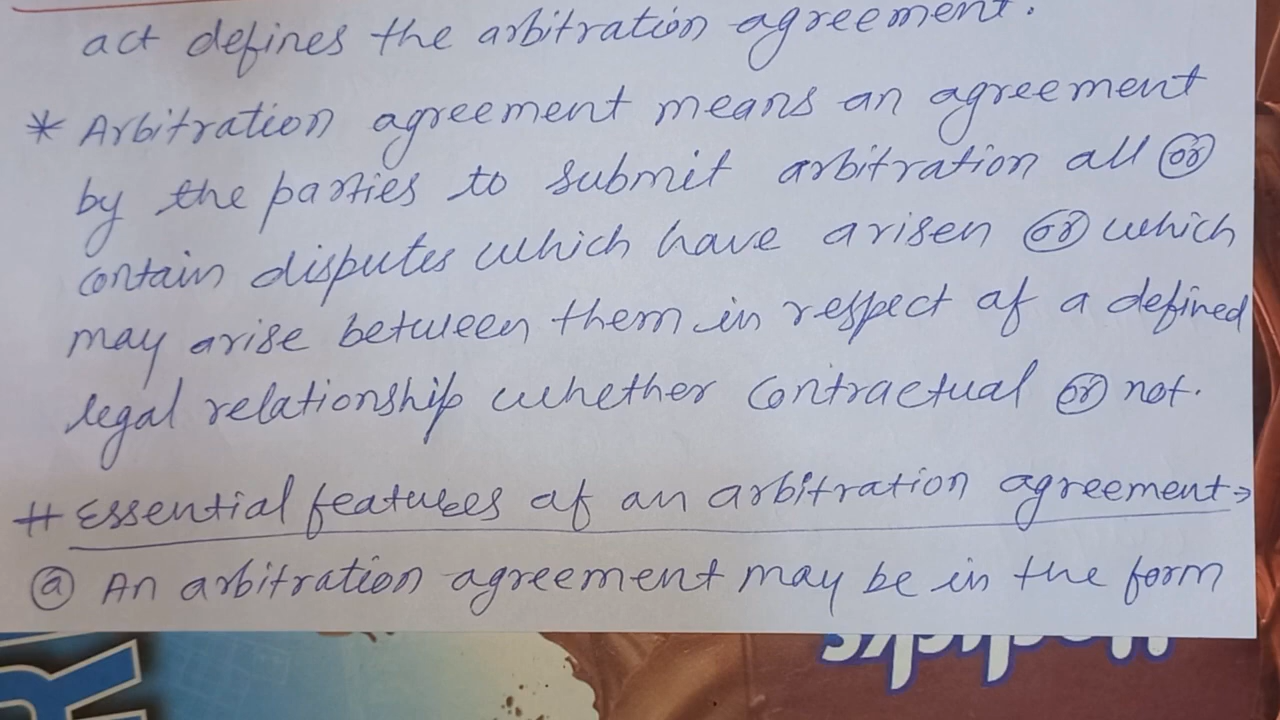 act defines the arbitration agreement.
* Arbitration agreement means an agreement
by the parties to submit arbitration all or
contain disputes which have arisen or which
may arise between them in respect of a defined
legal relationship whether contractual or not.
# Essential features of an arbitration agreement →
(a) An arbitration agreement may be in the form
Horlicks